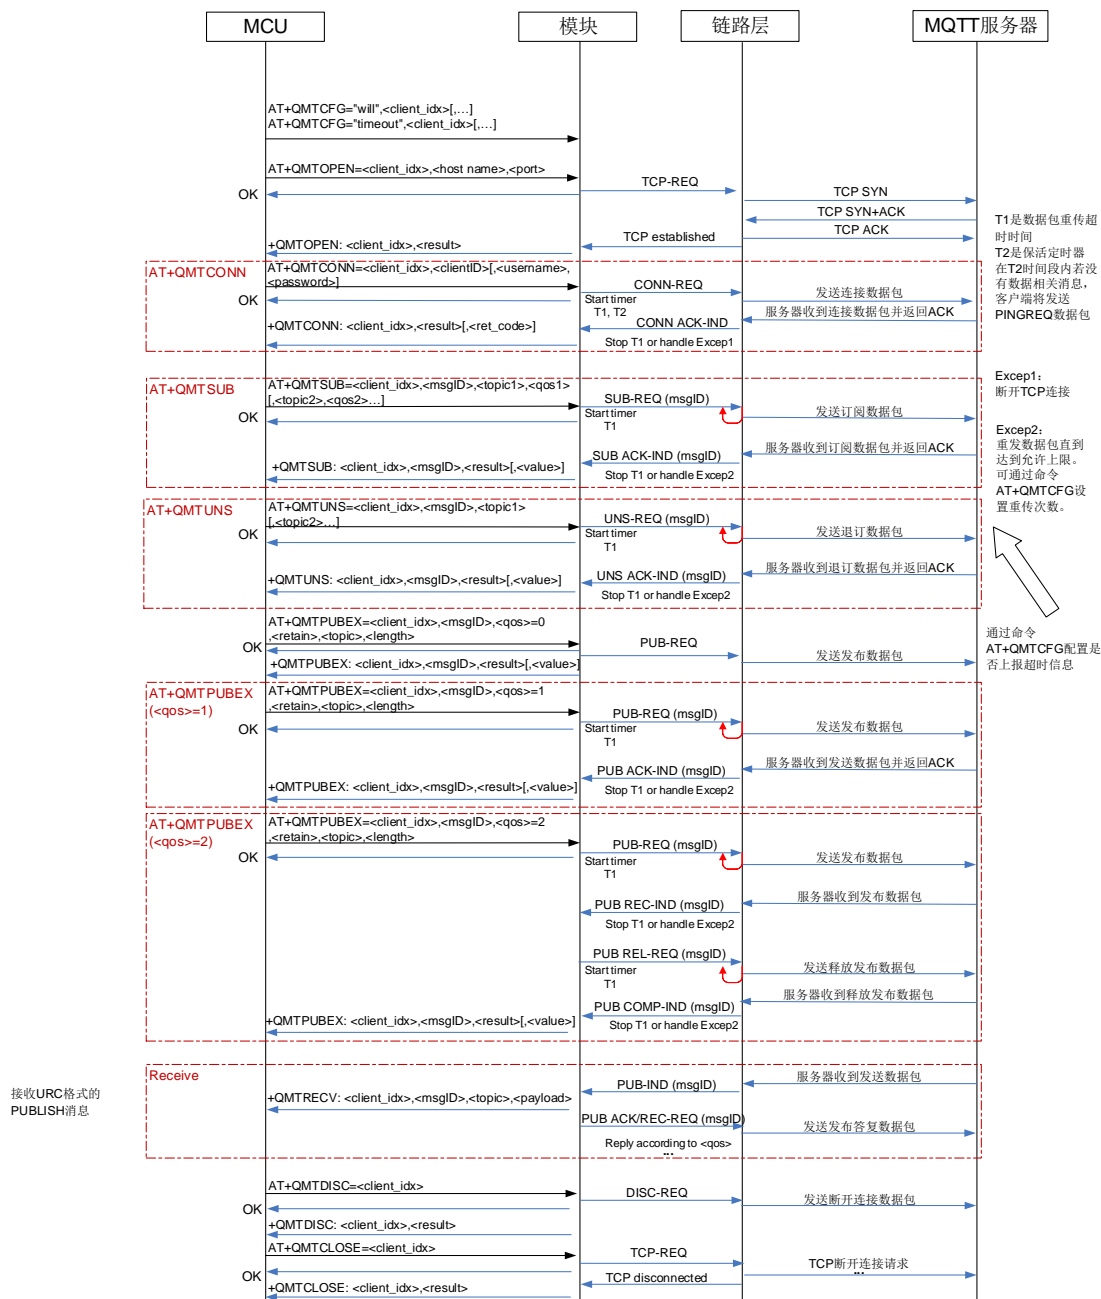 MCU
模块
链路层
MQTT服务器
AT+QMTCFG="will",<client_idx>[,...]
AT+QMTCFG="timeout",<client_idx>[,...]
AT+QMTOPEN=<client_idx>,<host name>,<port>
OK
TCP-REQ
TCP SYN
TCP SYN+ACK
TCP ACK
TCP established
+QMTOPEN: <client_idx>,<result>
T1是数据包重传超
时时间
T2是保活定时器
在T2时间段内若没
有数据相关消息，
客户端将发送
PINGREQ数据包
AT+QMTCONN
AT+QMTCONN=<client_idx>,<clientID>[,<username>,
<password>]
OK
CONN-REQ
Start timer
T1, T2
发送连接数据包
服务器收到连接数据包并返回ACK
CONN ACK-IND
+QMTCONN: <client_idx>,<result>[,<ret_code>]
Stop T1 or handle Excep1
Excep1：
断开TCP连接
Excep2：
重发数据包直到
达到允许上限。
可通过命令
AT+QMTCFG设
置重传次数。
AT+QMTSUB
AT+QMTSUB=<client_idx>,<msgID>,<topic1>,<qos1>
[,<topic2>,<qos2>…]
OK
SUB-REQ (msgID)
Start timer
T1
发送订阅数据包
服务器收到订阅数据包并返回ACK
SUB ACK-IND (msgID)
+QMTSUB: <client_idx>,<msgID>,<result>[,<value>]
Stop T1 or handle Excep2
AT+QMTUNS
AT+QMTUNS=<client_idx>,<msgID>,<topic1>
[,<topic2>…]
OK
UNS-REQ (msgID)
Start timer
T1
发送退订数据包
服务器收到退订数据包并返回ACK
UNS ACK-IND (msgID)
+QMTUNS: <client_idx>,<msgID>,<result>[,<value>]
Stop T1 or handle Excep2
通过命令
AT+QMTCFG配置是
否上报超时信息
AT+QMTPUBEX=<client_idx>,<msgID>,<qos>=0
,<retain>,<topic>,<length>
OK
PUB-REQ
发送发布数据包
+QMTPUBEX: <client_idx>,<msgID>,<result>[,<value>]
AT+QMTPUBEX
(<qos>=1)
AT+QMTPUBEX=<client_idx>,<msgID>,<qos>=1
,<retain>,<topic>,<length>
OK
PUB-REQ (msgID)
Start timer
T1
发送发布数据包
服务器收到发送数据包并返回ACK
PUB ACK-IND (msgID)
+QMTPUBEX: <client_idx>,<msgID>,<result>[,<value>]
Stop T1 or handle Excep2
AT+QMTPUBEX
(<qos>=2)
AT+QMTPUBEX=<client_idx>,<msgID>,<qos>=2
,<retain>,<topic>,<length>
OK
PUB-REQ (msgID)
Start timer
T1
发送发布数据包
服务器收到发布数据包
PUB REC-IND (msgID)
Stop T1 or handle Excep2
PUB REL-REQ (msgID)
Start timer
T1
发送释放发布数据包
服务器收到释放发布数据包
PUB COMP-IND (msgID)
+QMTPUBEX: <client_idx>,<msgID>,<result>[,<value>]
Stop T1 or handle Excep2
接收URC格式的
PUBLISH消息
Receive
服务器收到发送数据包
PUB-IND (msgID)
+QMTRECV: <client_idx>,<msgID>,<topic>,<payload>
PUB ACK/REC-REQ (msgID)
发送发布答复数据包
Reply according to <qos>
...
AT+QMTDISC=<client_idx>
OK
DISC-REQ
发送断开连接数据包
+QMTDISC: <client_idx>,<result>
AT+QMTCLOSE=<client_idx>
OK
TCP-REQ
TCP断开连接请求
...
TCP disconnected
+QMTCLOSE: <client_idx>,<result>